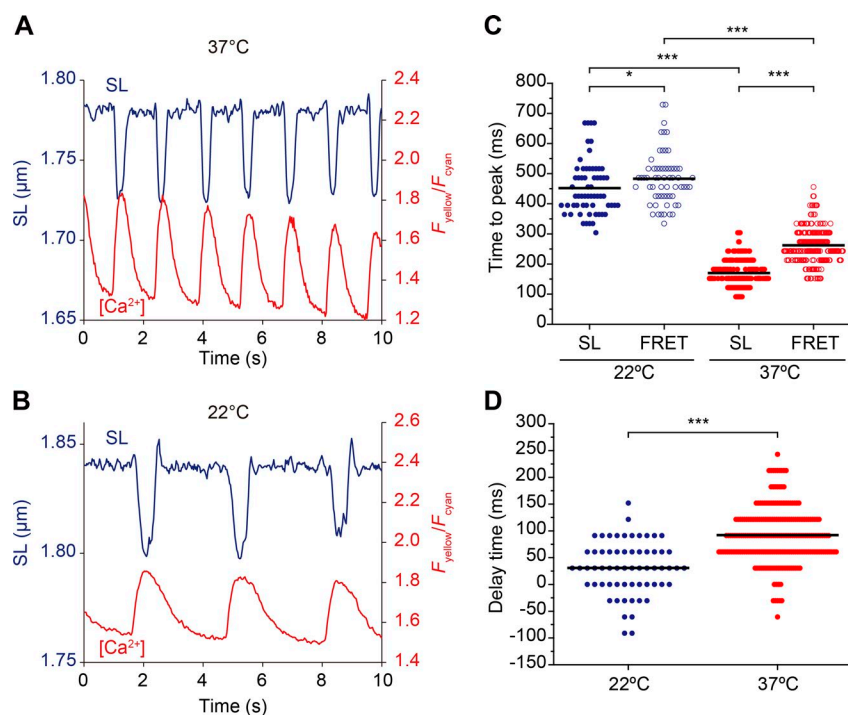 A
37°C
SL (µm)
1.80
1.75
1.70
1.65
SL
[Ca2+]
2.4
2.2
2.0
1.8
1.6
1.4
1.2
Fyellow/Fcyan
0 2 4 6 8 10
Time (s)
B
22°C
SL (µm)
1.85
1.80
1.75
SL
[Ca2+]
2.6
2.4
2.2
2.0
1.8
1.6
1.4
Fyellow/Fcyan
0 2 4 6 8 10
Time (s)
C
***
*** ***
*
Time to peak (ms)
800
700
600
500
400
300
200
100
0
SL FRET SL FRET
22ºC 37ºC
D
***
Delay time (ms)
300
250
200
150
100
50
0
-50
-100
-150
22ºC 37ºC